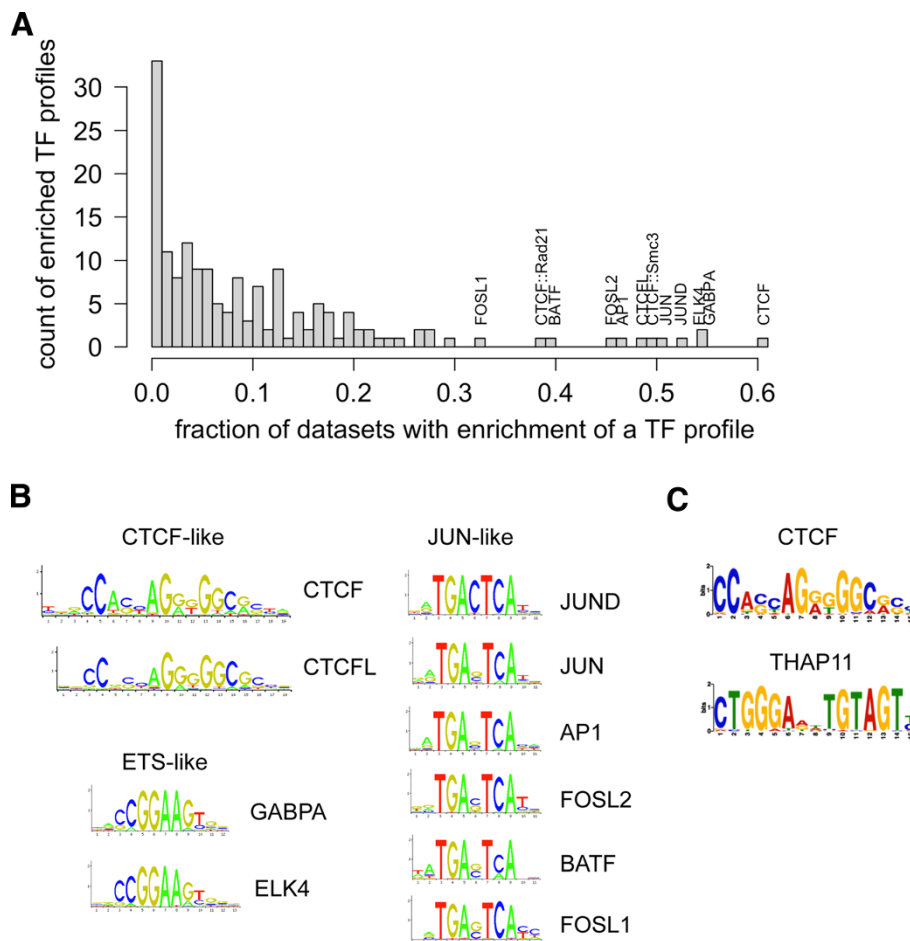 A
count of enriched TF profiles
30
25
20
15
10
5
0
FOSL1
CTCF::Rad21
BATF
FOSL2
AP1
CTCFL
CTCF::Smc3
JUN
JUND
ELK4
GABPA
CTCF
0.0 0.1 0.2 0.3 0.4 0.5 0.6
fraction of datasets with enrichment of a TF profile
B
CTCF-like
CTCF
CTCFL
ETS-like
GABPA
ELK4
JUN-like
JUND
JUN
AP1
FOSL2
BATF
FOSL1
C
CTCF
THAP11